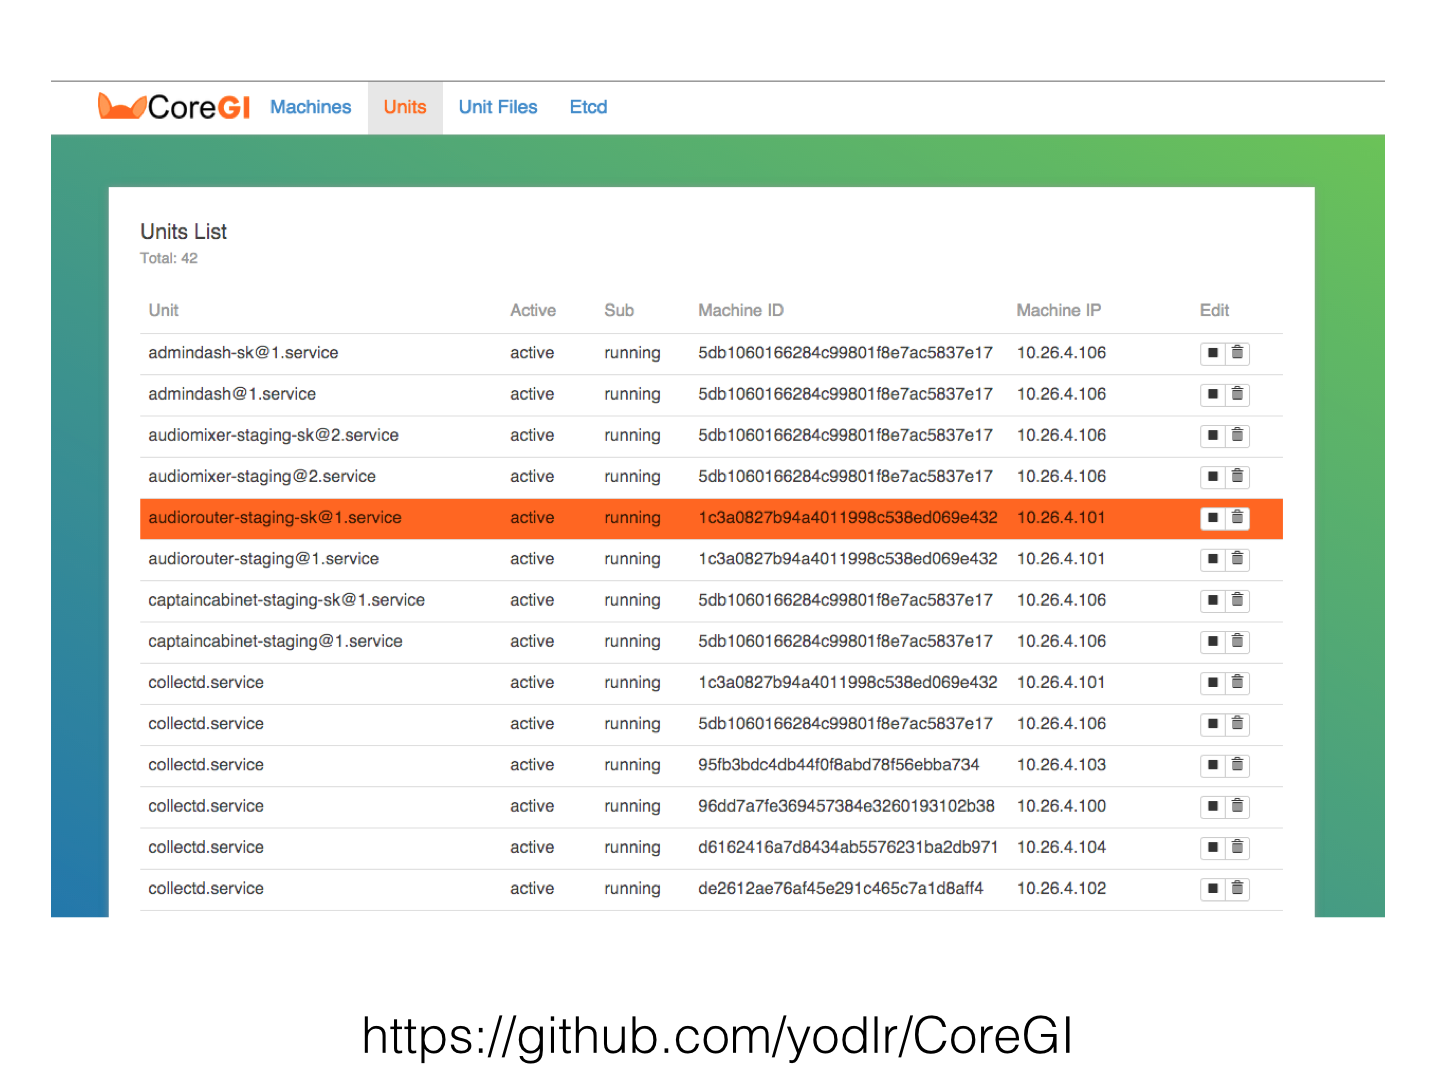 CoreGI Machines Units Unit Files Etcd
Units List
Total: 42
Unit Active Sub Machine ID Machine IP Edit
admindash-sk@1.service active running 5db1060166284c99801f8e7ac5837e17 10.26.4.106
admindash@1.service active running 5db1060166284c99801f8e7ac5837e17 10.26.4.106
audiomixer-staging-sk@2.service active running 5db1060166284c99801f8e7ac5837e17 10.26.4.106
audiomixer-staging@2.service active running 5db1060166284c99801f8e7ac5837e17 10.26.4.106
audiorouter-staging-sk@1.service active running 1c3a0827b94a4011998c538ed069e432 10.26.4.101
audiorouter-staging@1.service active running 1c3a0827b94a4011998c538ed069e432 10.26.4.101
captaincabinet-staging-sk@1.service active running 5db1060166284c99801f8e7ac5837e17 10.26.4.106
captaincabinet-staging@1.service active running 5db1060166284c99801f8e7ac5837e17 10.26.4.106
collectd.service active running 1c3a0827b94a4011998c538ed069e432 10.26.4.101
collectd.service active running 5db1060166284c99801f8e7ac5837e17 10.26.4.106
collectd.service active running 95fb3bdc4db44f0f8abd78f56ebba734 10.26.4.103
collectd.service active running 96dd7a7fe369457384e3260193102b38 10.26.4.100
collectd.service active running d6162416a7d8434ab5576231ba2db971 10.26.4.104
collectd.service active running de2612ae76af45e291c465c7a1d8aff4 10.26.4.102
https://github.com/yodlr/CoreGI